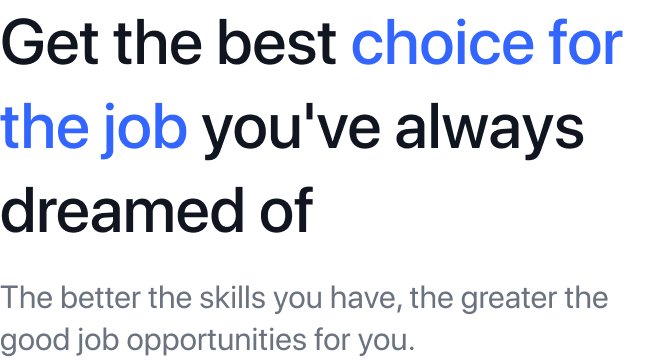 Get the best choice for
the job you've always
dreamed of
The better the skills you have, the greater the
good job opportunities for you.